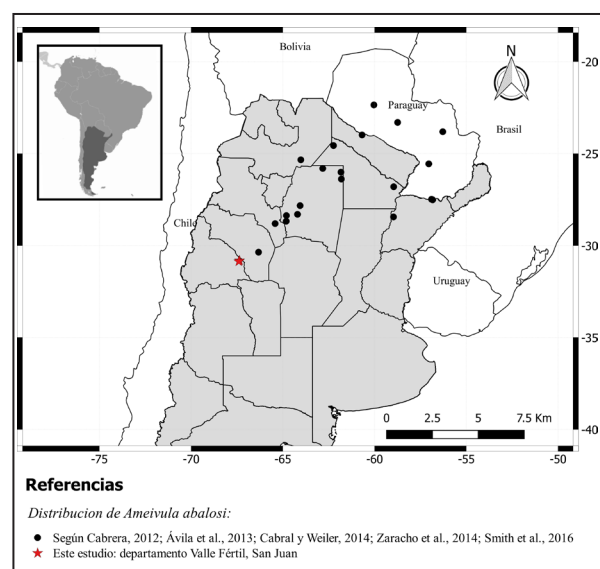 Bolivia
N
-20
Paraguay
Brasil
-25
Chile
-30
Uruguay
-35
0 2.5 5 7.5 Km
-40
-75 -70 -65 -60 -55 -50
Referencias
Distribucion de Ameivula abalosi:
Según Cabrera, 2012; Ávila et al., 2013; Cabral y Weiler, 2014; Zaracho et al., 2014; Smith et al., 2016
Este estudio: departamento Valle Fértil, San Juan